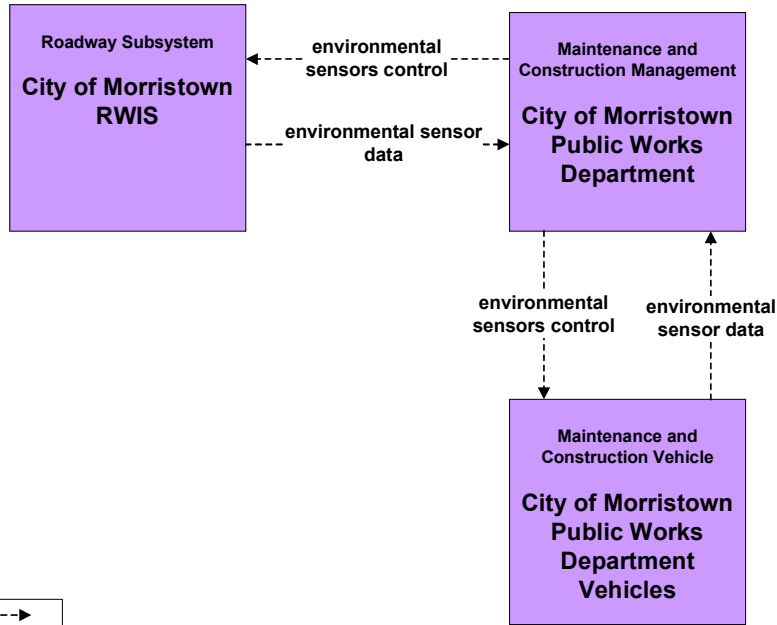 Roadway Subsystem
City of Morristown
RWIS
environmental
sensors control
environmental sensor
data
Maintenance and
Construction Management
City of Morristown
Public Works
Department
environmental
sensors control
environmental
sensor data
Maintenance and
Construction Vehicle
City of Morristown
Public Works
Department
Vehicles